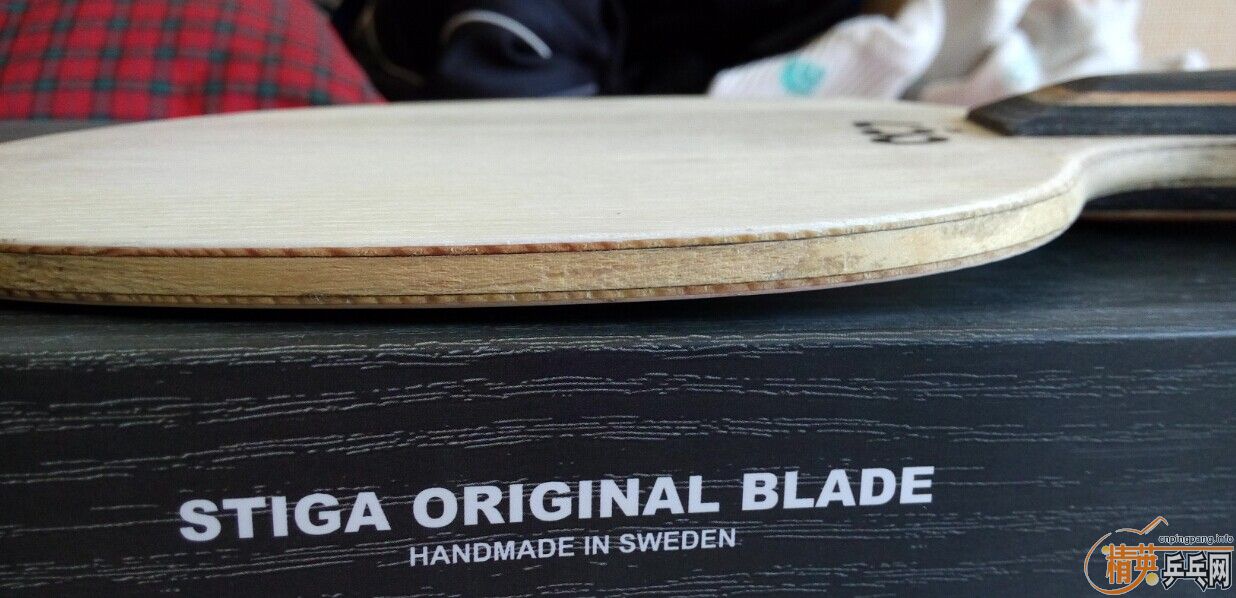 STIGA ORIGINAL BLADE
HANDMADE IN SWEDEN
cnpingpang.info
精英乒乓网